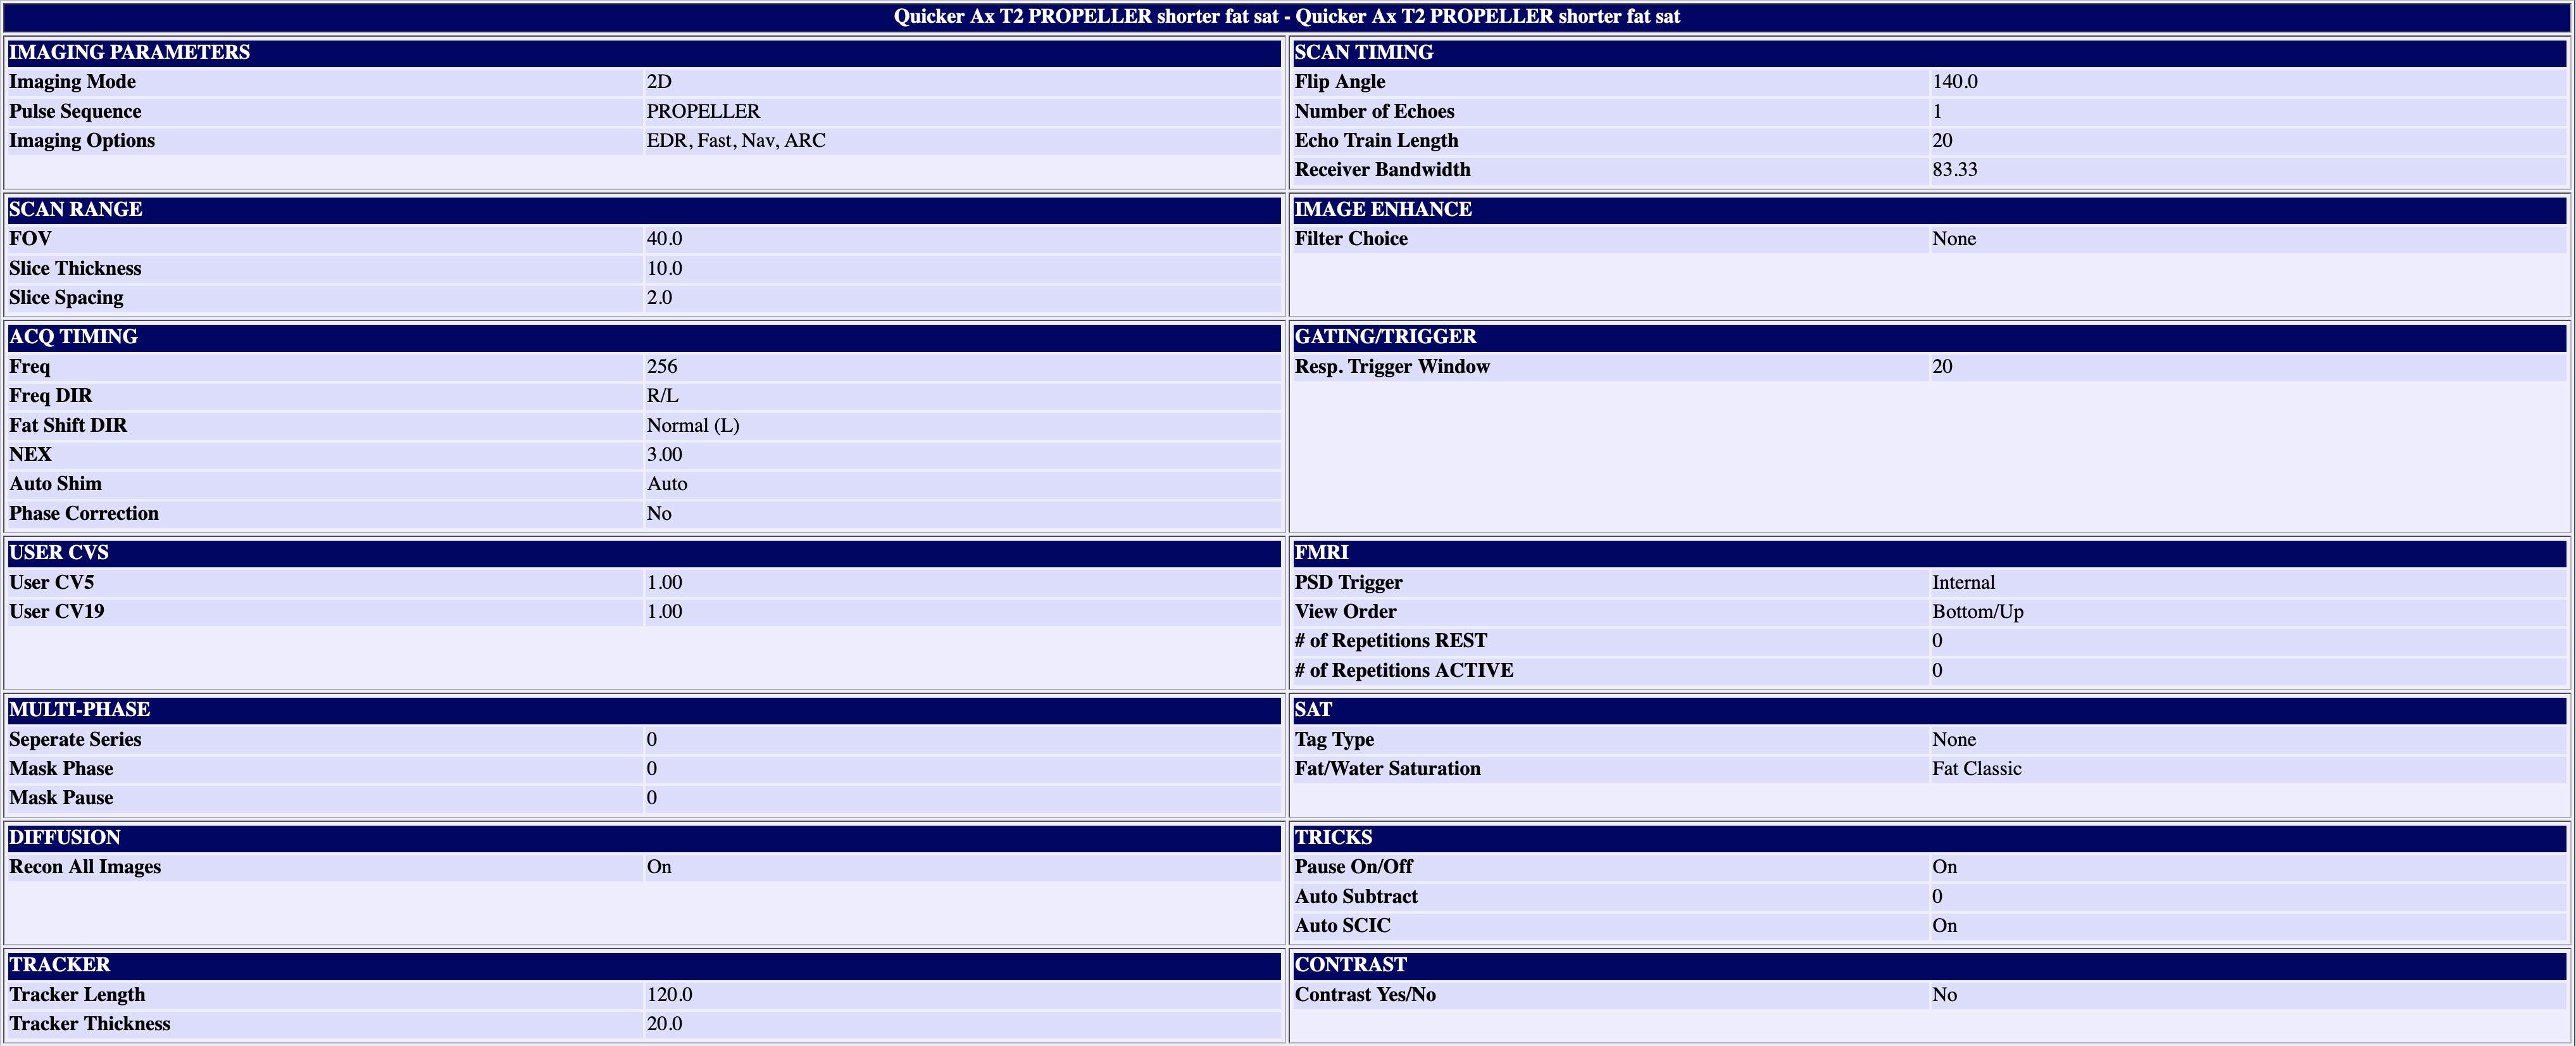 Quicker Ax T2 PROPELLER shorter fat sat - Quicker Ax T2 PROPELLER shorter fat sat
IMAGING PARAMETERS
Imaging Mode 2D
Pulse Sequence PROPELLER
Imaging Options EDR, Fast, Nav, ARC
SCAN TIMING
Flip Angle 140.0
Number of Echoes 1
Echo Train Length 20
Receiver Bandwidth 83.33
SCAN RANGE
FOV 40.0
Slice Thickness 10.0
Slice Spacing 2.0
IMAGE ENHANCE
Filter Choice None
ACQ TIMING
Freq 256
Freq DIR R/L
Fat Shift DIR Normal (L)
NEX 3.00
Auto Shim Auto
Phase Correction No
GATING/TRIGGER
Resp. Trigger Window 20
USER CVS
User CV5 1.00
User CV19 1.00
FMRI
PSD Trigger Internal
View Order Bottom/Up
# of Repetitions REST 0
# of Repetitions ACTIVE 0
MULTI-PHASE
Seperate Series 0
Mask Phase 0
Mask Pause 0
SAT
Tag Type None
Fat/Water Saturation Fat Classic
DIFFUSION
Recon All Images On
TRICKS
Pause On/Off On
Auto Subtract 0
Auto SCIC On
TRACKER
Tracker Length 120.0
Tracker Thickness 20.0
CONTRAST
Contrast Yes/No No